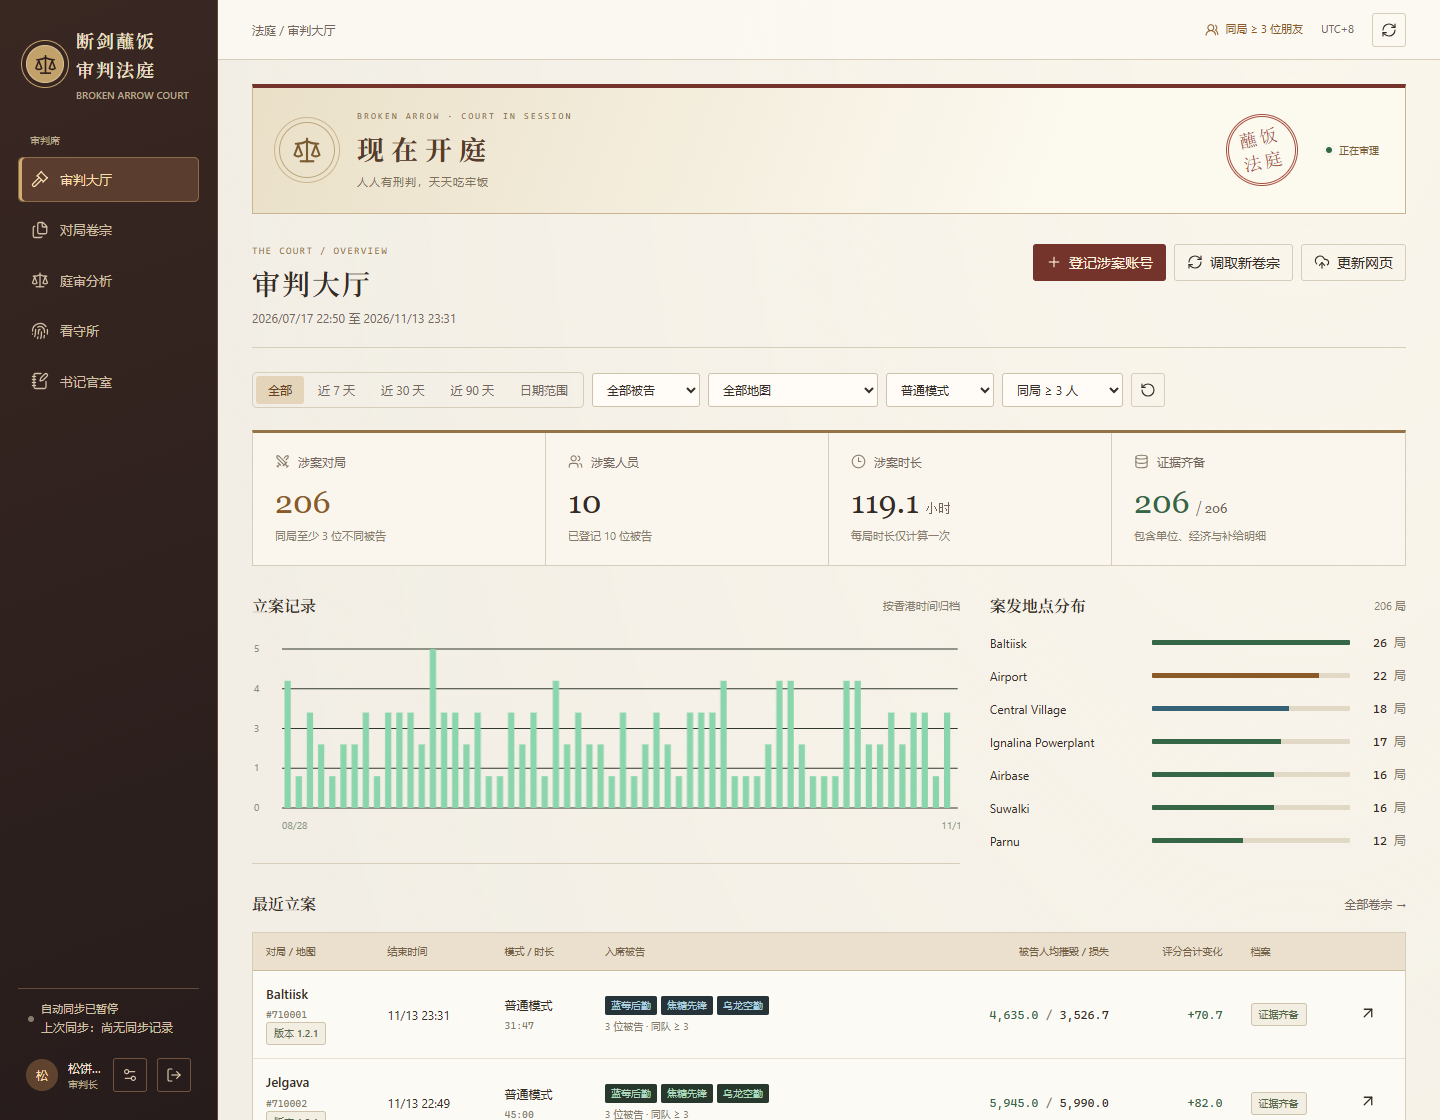 断剑蘸饭
审判法庭
BROKEN ARROW COURT
审判席
审判大厅
对局卷宗
庭审分析
看守所
书记官室
自动同步已暂停
上次同步：尚无同步记录
松
松饼...
审判长
法庭 / 审判大厅
同局 ≥ 3 位朋友
UTC+8
BROKEN ARROW · COURT IN SESSION
现在开庭
人人有刑判，天天吃牢饭
蘸饭
法庭
正在审理
THE COURT / OVERVIEW
审判大厅
2026/07/17 22:50 至 2026/11/13 23:31
登记涉案账号
调取新卷宗
更新网页
全部
近 7 天
近 30 天
近 90 天
日期范围
全部被告
全部地图
普通模式
同局 ≥ 3 人
涉案对局
206
同局至少 3 位不同被告
涉案人员
10
已登记 10 位被告
涉案时长
119.1 小时
每局时长仅计算一次
证据齐备
206 / 206
包含单位、经济与补给明细
立案记录
按香港时间归档
5
4
3
1
0
08/28
11/1
案发地点分布
206 局
Baltiisk
26 局
Airport
22 局
Central Village
18 局
Ignalina Powerplant
17 局
Airbase
16 局
Suwalki
16 局
Parnu
12 局
最近立案
全部卷宗 →
对局 / 地图
结束时间
模式 / 时长
入席被告
被告人均摧毁 / 损失
评分合计变化
档案
Baltiisk
#710001
版本 1.2.1
11/13 23:31
普通模式
31:47
蓝莓后勤
焦糖先锋
乌龙空勤
3 位被告 · 同队 ≥ 3
4,635.0 / 3,526.7
+70.7
证据齐备
Jelgava
#710002
11/13 22:49
普通模式
45:00
蓝莓后勤
焦糖先锋
乌龙空勤
3 位被告 · 同队 ≥ 3
5,945.0 / 5,990.0
+82.0
证据齐备